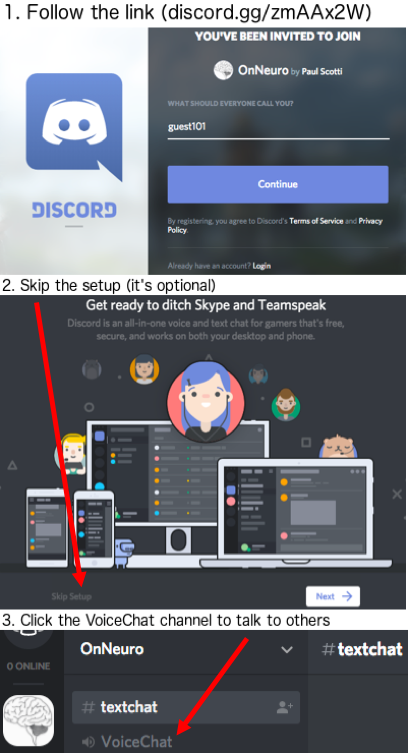 1. Follow the link (discord.gg/zmAAx2W)
YOU'VE BEEN INVITED TO JOIN
OnNeuro by Paul Scotti
WHAT SHOULD EVERYONE CALL YOU?
guest101
DISCORD
Continue
By registering, you agree to Discord's Terms of Service and Privacy
Policy.
Already have an account? Login
2. Skip the setup (it's optional)
Get ready to ditch Skype and Teamspeak
Discord is an all-in-one voice and text chat for gamers that's free,
secure, and works on both your desktop and phone.
Skip Setup
Next
3. Click the VoiceChat channel to talk to others
0 ONLINE
OnNeuro
# textchat
# textchat
VoiceChat